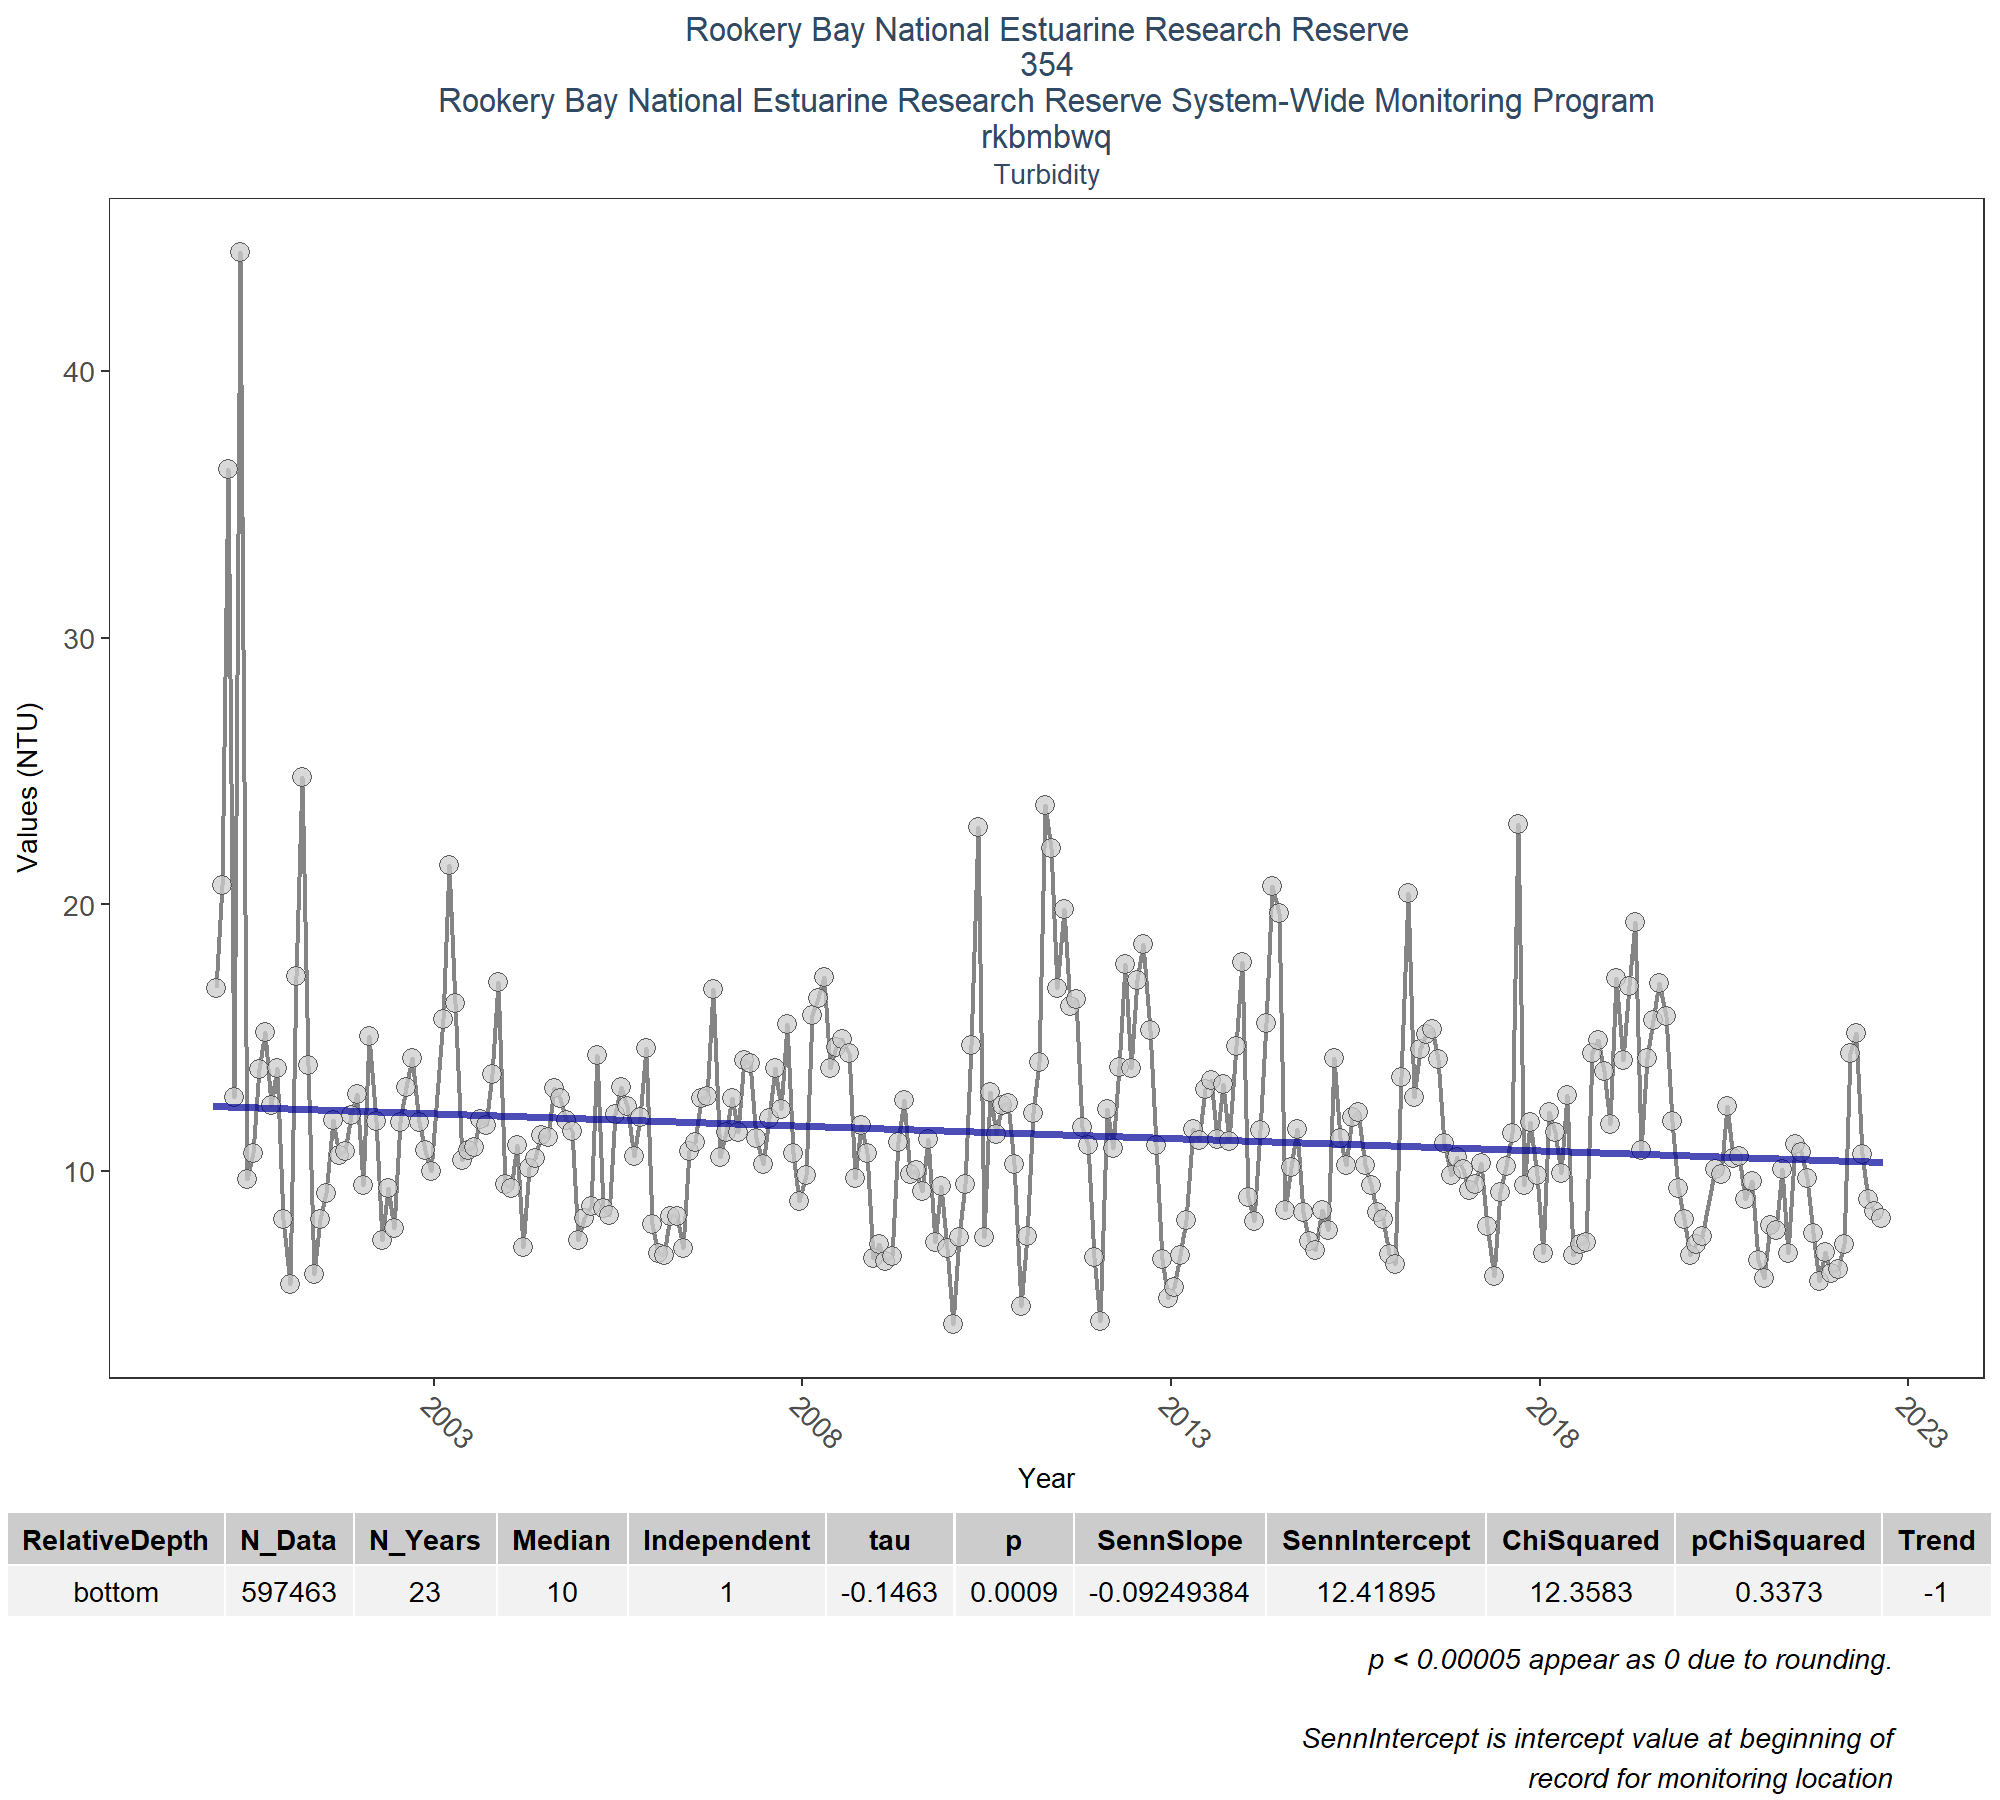 Rookery Bay National Estuarine Research Reserve
354
Rookery Bay National Estuarine Research Reserve System-Wide Monitoring Program
rkbmbwq
Turbidity
40
30
20
10
Values (NTU)
2003 2008 2013 2018 2023
Year
RelativeDepth N_Data N_Years Median Independent tau p SennSlope SennIntercept ChiSquared pChiSquared Trend
bottom 597463 23 10 1 -0.1463 0.0009 -0.09249384 12.41895 12.3583 0.3373 -1
p < 0.00005 appear as 0 due to rounding.
SennIntercept is intercept value at beginning of
record for monitoring location